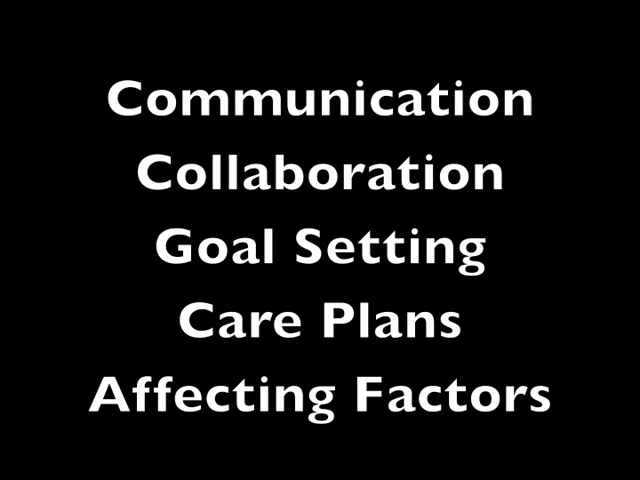 Communication
Collaboration
Goal Setting
Care Plans
Affecting Factors